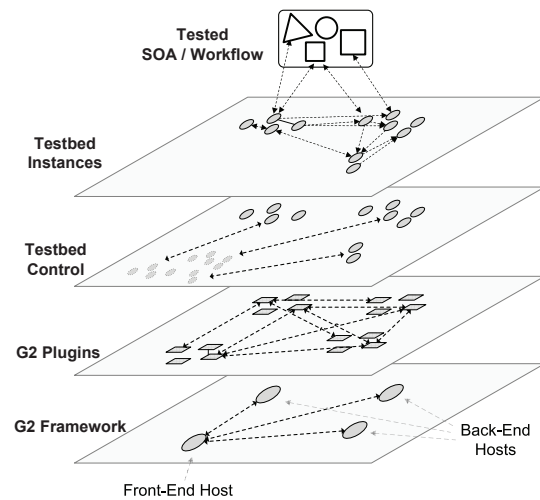 Tested
SOA / Workflow
Testbed
Instances
Testbed
Control
G2 Plugins
G2 Framework
Back-End
Hosts
Front-End Host